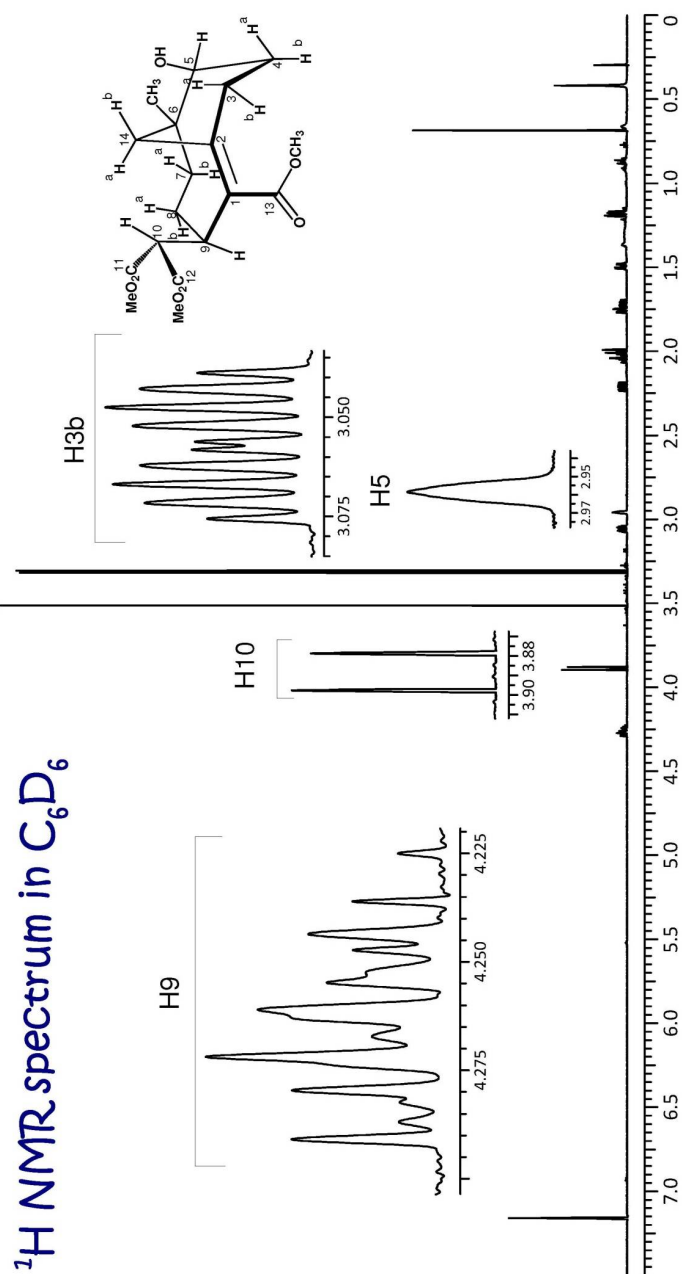 ¹H NMR spectrum in C₆D₆
H9
4.275
4.250
4.225
H10
3.90
3.88
H3b
3.075
3.050
H5
2.97
2.95
MeO₂C
11
MeO₂C
12
H
10
a
H
8
b
H
9
H
a
H
7
H
b
a
H
14
H
b
CH₃
6
OH
H
5
a
H
3
H
b
4
H
a
H
b
2
1
13
O
OCH₃
7.0
6.5
6.0
5.5
5.0
4.5
4.0
3.5
3.0
2.5
2.0
1.5
1.0
0.5
0